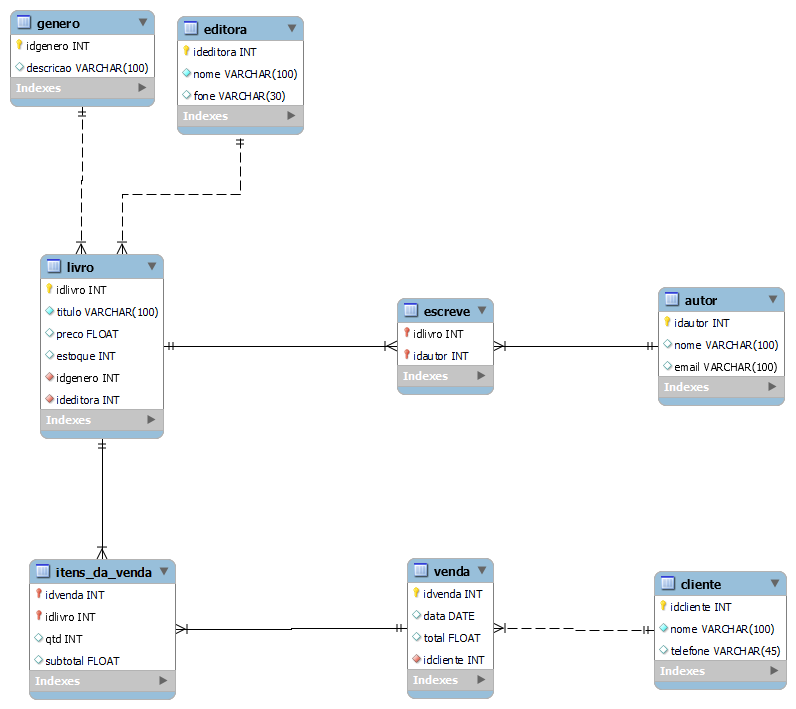 genero
idgenero INT
descricao VARCHAR(100)
Indexes
editora
ideditora INT
nome VARCHAR(100)
fone VARCHAR(30)
Indexes
livro
idlivro INT
titulo VARCHAR(100)
preco FLOAT
estoque INT
idgenero INT
ideditora INT
Indexes
escreve
idlivro INT
idautor INT
Indexes
autor
idautor INT
nome VARCHAR(100)
email VARCHAR(100)
Indexes
itens_da_venda
idvenda INT
idlivro INT
qtd INT
subtotal FLOAT
Indexes
venda
idvenda INT
data DATE
total FLOAT
idcliente INT
Indexes
cliente
idcliente INT
nome VARCHAR(100)
telefone VARCHAR(45)
Indexes